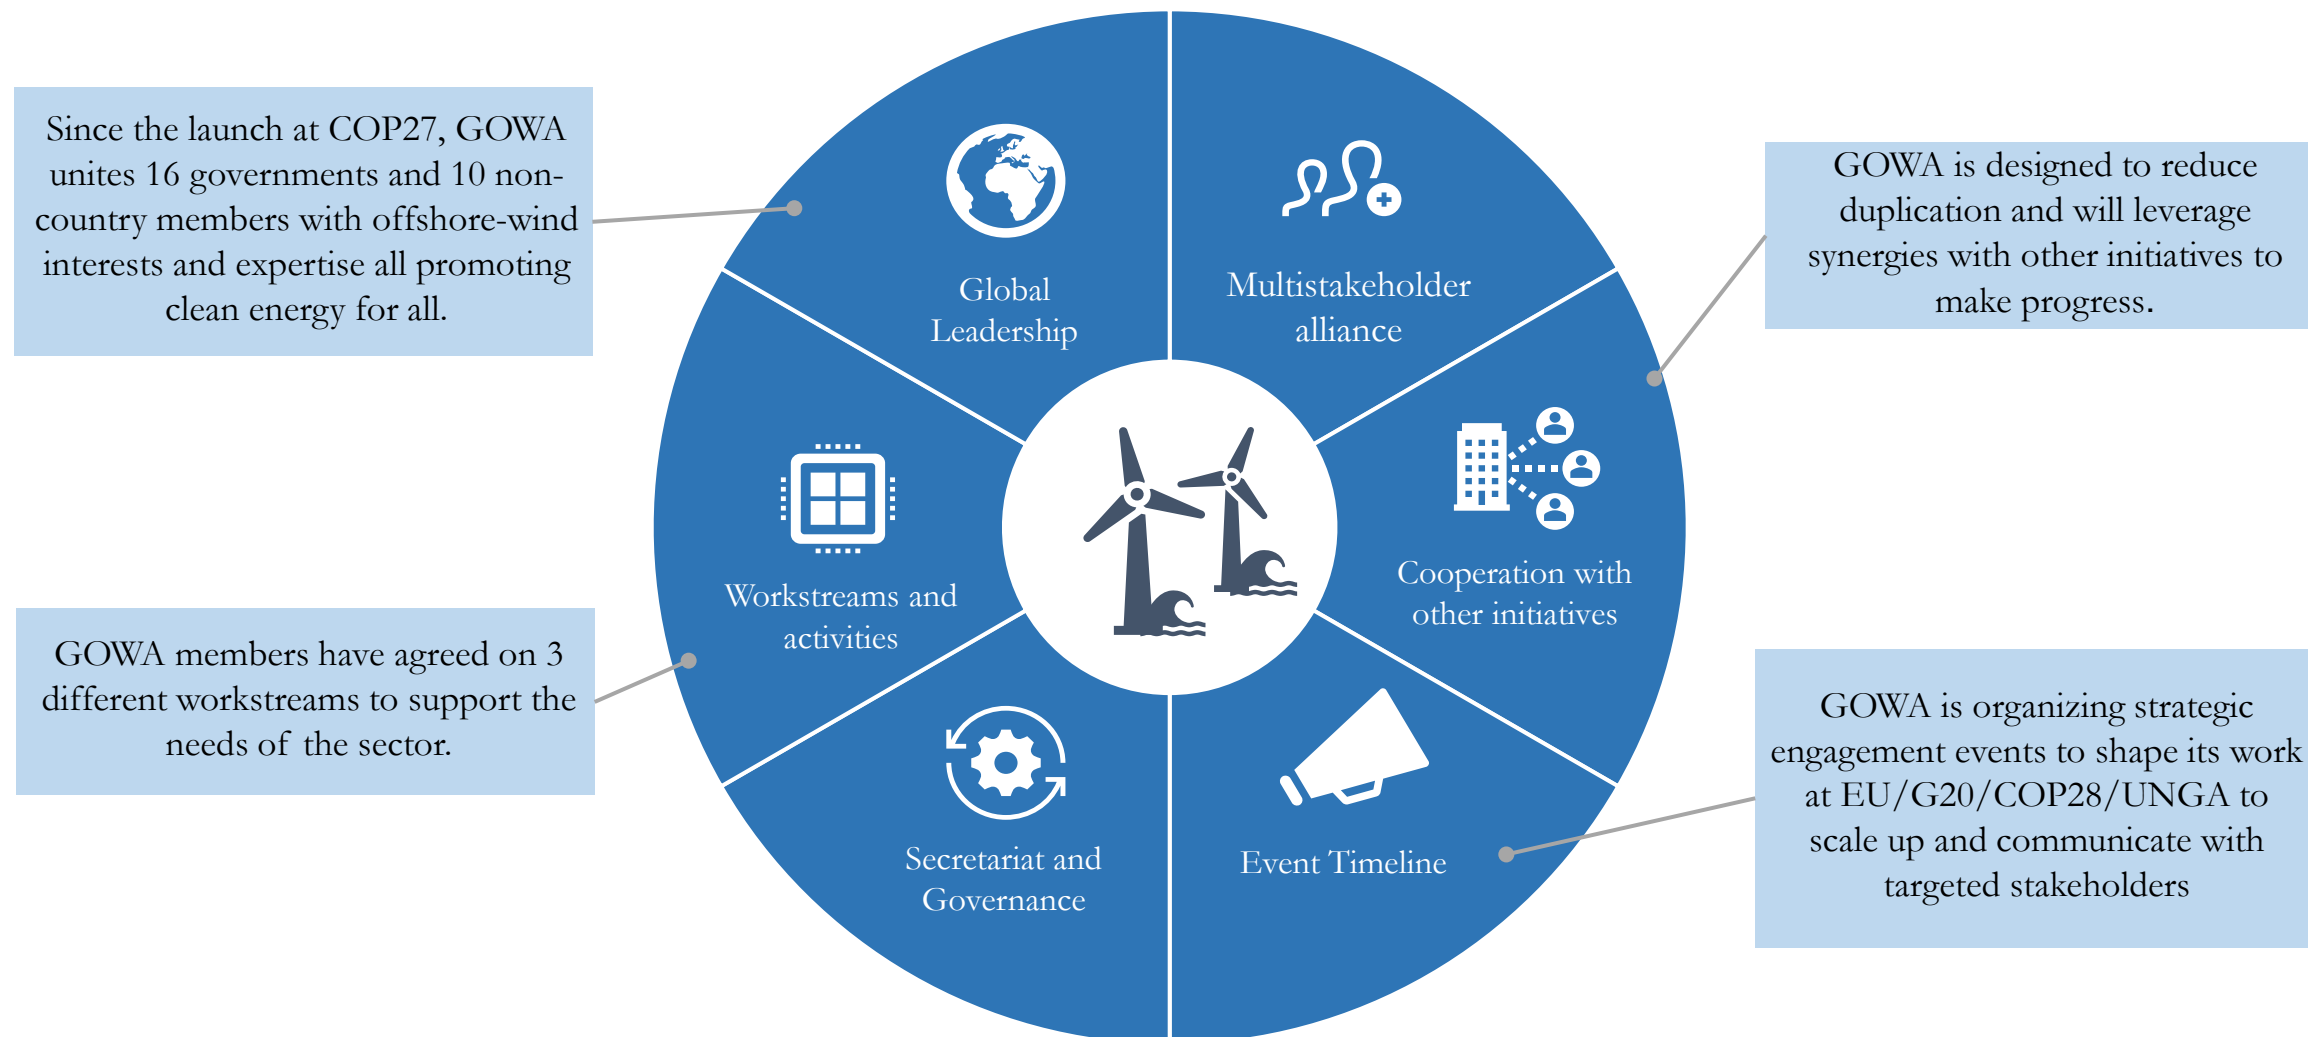 Since the launch at COP27, GOWA
unites 16 governments and 10 non-
country members with offshore-wind
interests and expertise all promoting
clean energy for all.
Global
Leadership
Multistakeholder
alliance
GOWA is designed to reduce
duplication and will leverage
synergies with other initiatives to
make progress.
Workstreams and
activities
Cooperation with
other initiatives
GOWA members have agreed on 3
different workstreams to support the
needs of the sector.
Secretariat and
Governance
Event Timeline
GOWA is organizing strategic
engagement events to shape its work
at EU/G20/COP28/UNGA to
scale up and communicate with
targeted stakeholders